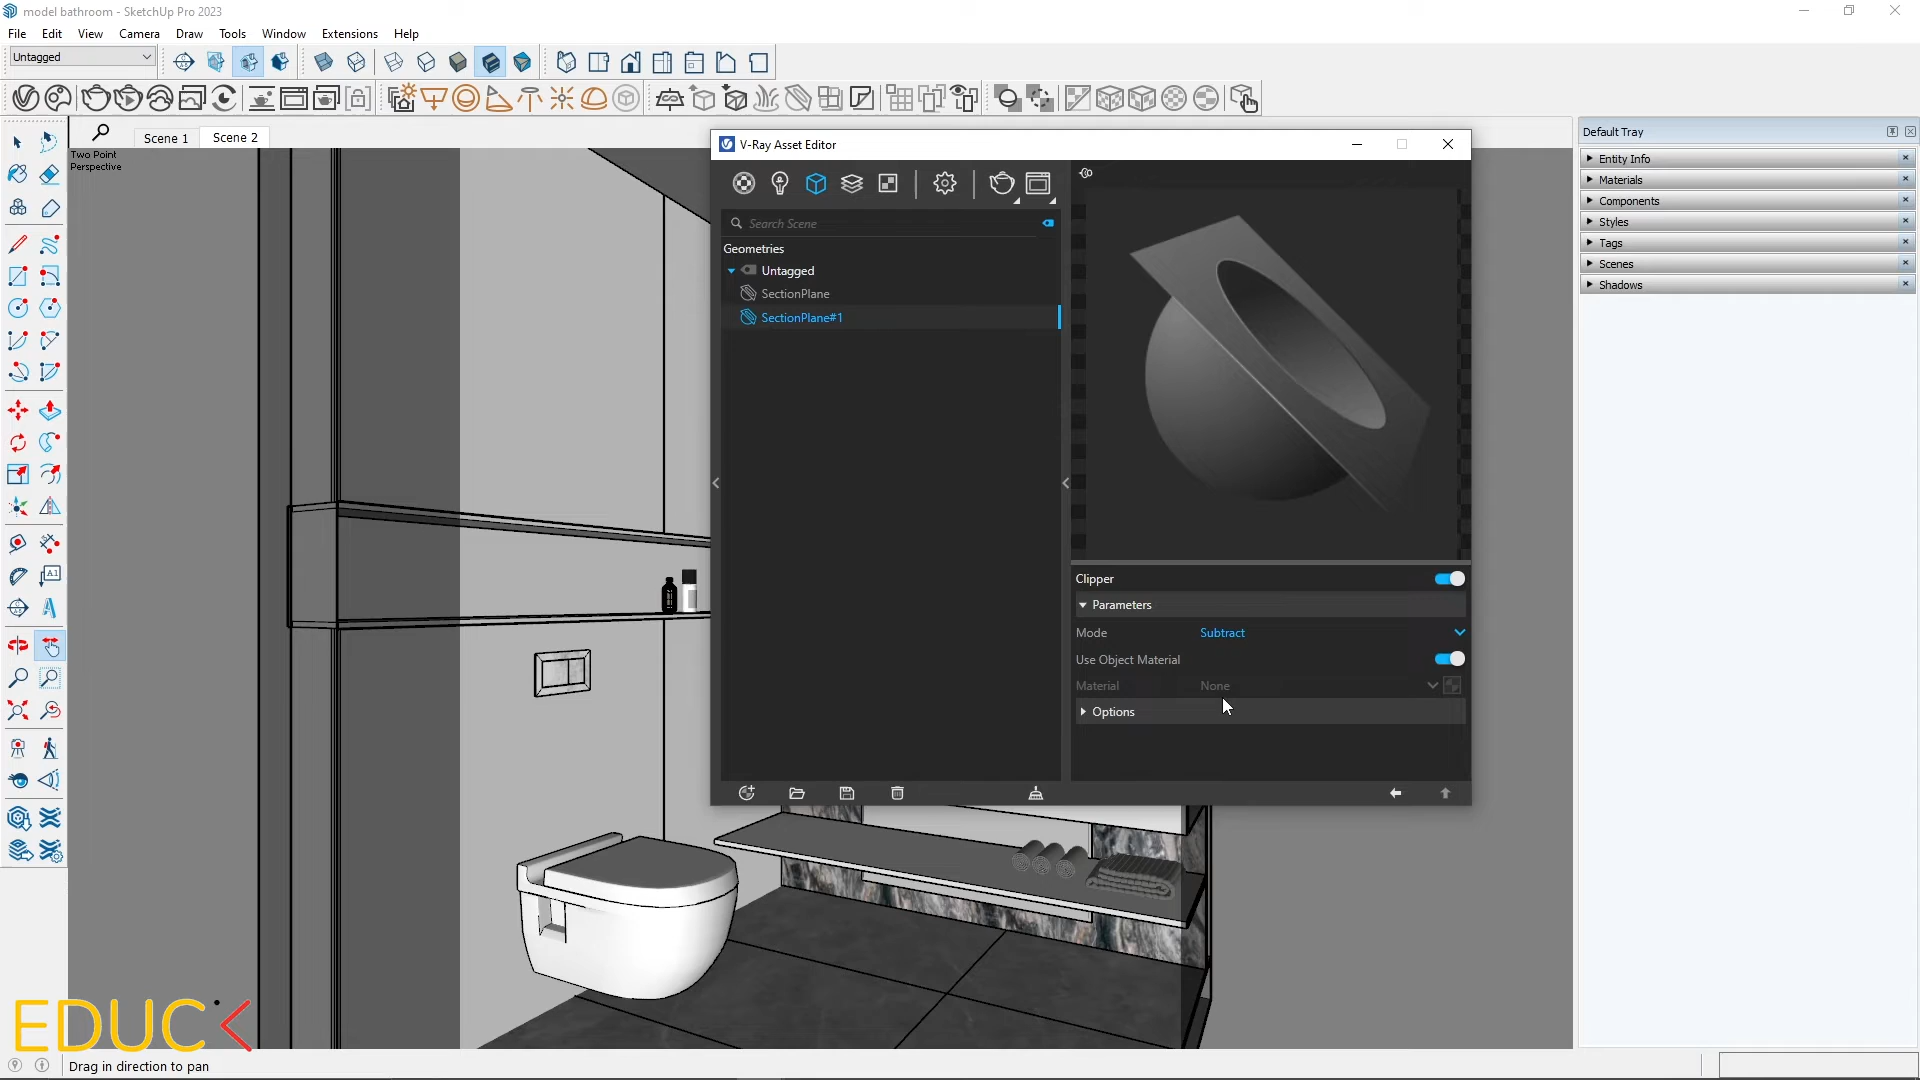 model bathroom - SketchUp Pro 2023
File Edit View Camera Draw Tools Window Extensions Help
Untagged
Scene 1 Scene 2
Two Point
Perspective
V-Ray Asset Editor
Search Scene
Geometries
Untagged
SectionPlane
SectionPlane#1
Clipper
Parameters
Mode Subtract
Use Object Material
Material None
Options
Default Tray
Entity Info
Materials
Components
Styles
Tags
Scenes
Shadows
A1
EDUC
Drag in direction to pan